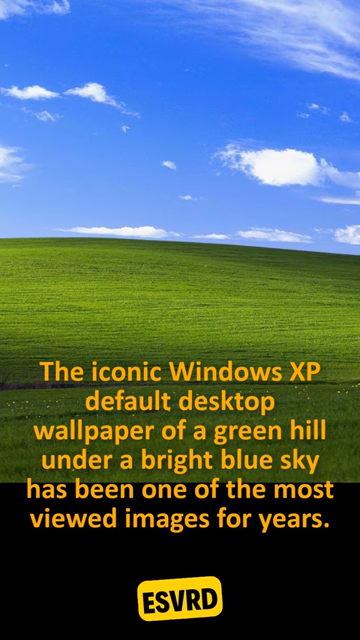 The iconic Windows XP
default desktop
wallpaper of a green hill
under a bright blue sky
has been one of the most
viewed images for years.
ESVRD